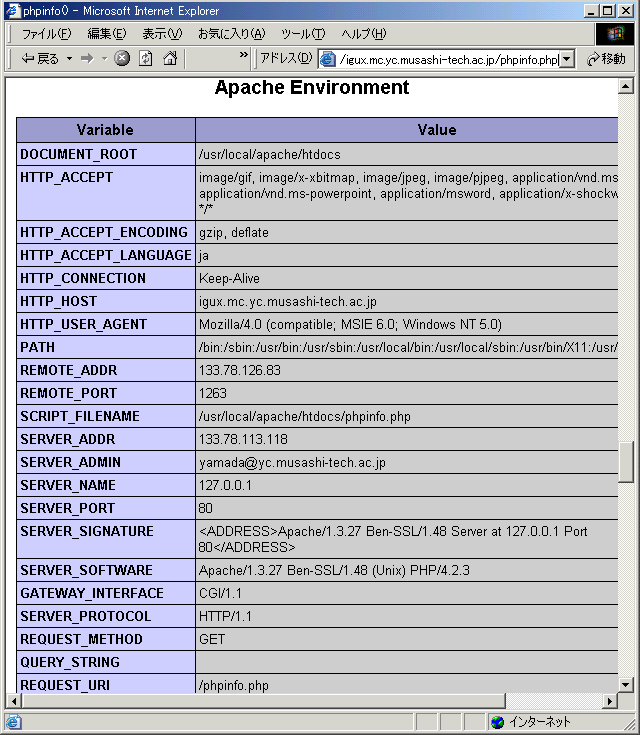 phpinfo() - Microsoft Internet Explorer
ファイル(F) 編集(E) 表示(V) お気に入り(A) ツール(T) ヘルプ(H)
戻る » アドレス(D) /igux.mc.yc.musashi-tech.ac.jp/phpinfo.php 移動
Apache Environment
Variable Value
DOCUMENT_ROOT /usr/local/apache/htdocs
HTTP_ACCEPT image/gif, image/x-xbitmap, image/jpeg, image/pjpeg, application/vnd.ms
application/vnd.ms-powerpoint, application/msword, application/x-shockw
*/*
HTTP_ACCEPT_ENCODING gzip, deflate
HTTP_ACCEPT_LANGUAGE ja
HTTP_CONNECTION Keep-Alive
HTTP_HOST igux.mc.yc.musashi-tech.ac.jp
HTTP_USER_AGENT Mozilla/4.0 (compatible; MSIE 6.0; Windows NT 5.0)
PATH /bin:/sbin:/usr/bin:/usr/sbin:/usr/local/bin:/usr/local/sbin:/usr/bin/X11:/usr/
REMOTE_ADDR 133.78.126.83
REMOTE_PORT 1263
SCRIPT_FILENAME /usr/local/apache/htdocs/phpinfo.php
SERVER_ADDR 133.78.113.118
SERVER_ADMIN yamada@yc.musashi-tech.ac.jp
SERVER_NAME 127.0.0.1
SERVER_PORT 80
SERVER_SIGNATURE <ADDRESS>Apache/1.3.27 Ben-SSL/1.48 Server at 127.0.0.1 Port
80</ADDRESS>
SERVER_SOFTWARE Apache/1.3.27 Ben-SSL/1.48 (Unix) PHP/4.2.3
GATEWAY_INTERFACE CGI/1.1
SERVER_PROTOCOL HTTP/1.1
REQUEST_METHOD GET
QUERY_STRING
REQUEST_URI /phpinfo.php
インターネット